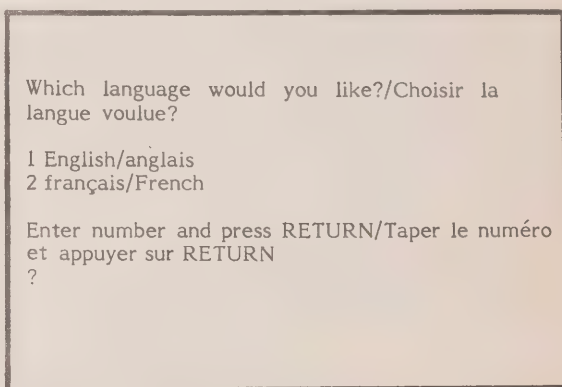 Which language would you like?/Choisir la
langue voulue?
1 English/anglais
2 français/French
Enter number and press RETURN/Taper le numéro
et appuyer sur RETURN
?